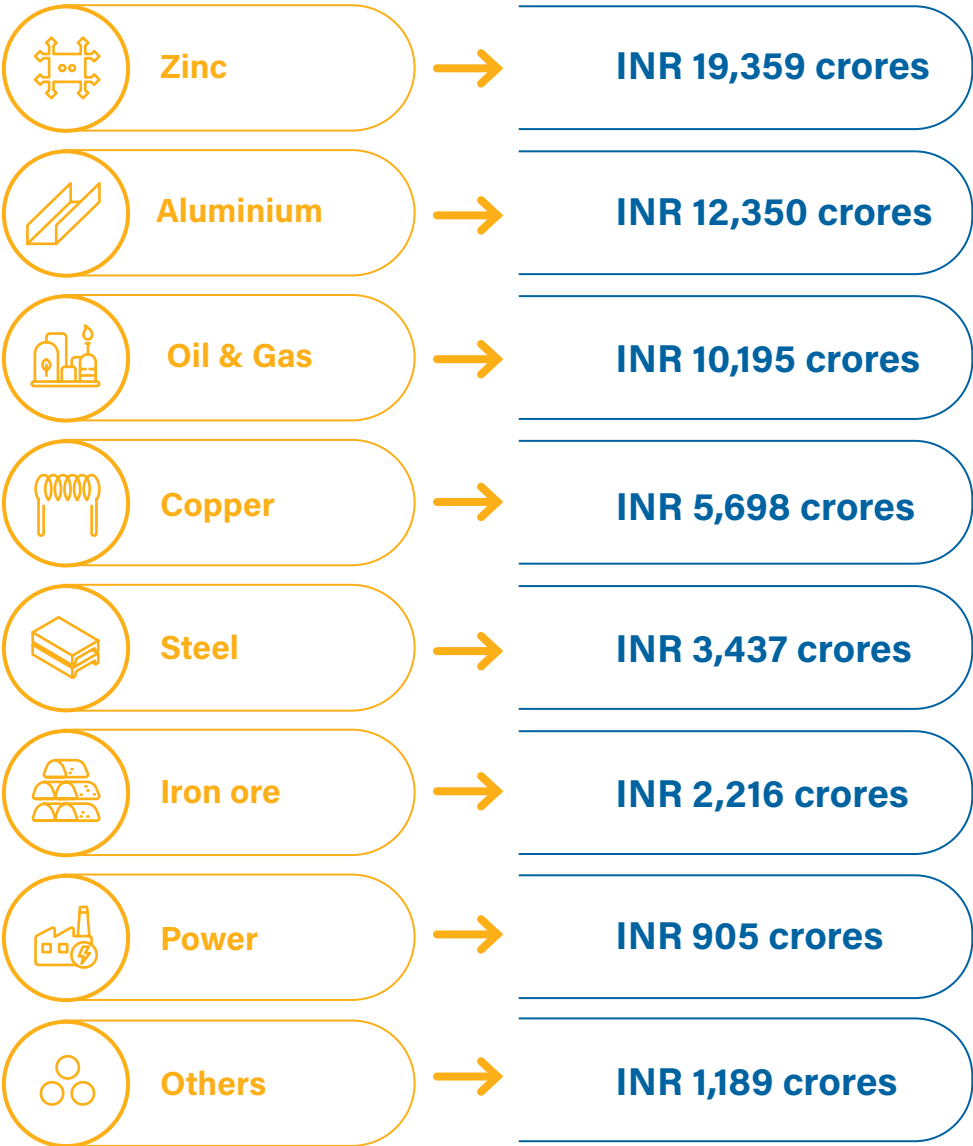 Zinc INR 19,359 crores
Aluminium INR 12,350 crores
Oil & Gas INR 10,195 crores
Copper INR 5,698 crores
Steel INR 3,437 crores
Iron ore INR 2,216 crores
Power INR 905 crores
Others INR 1,189 crores